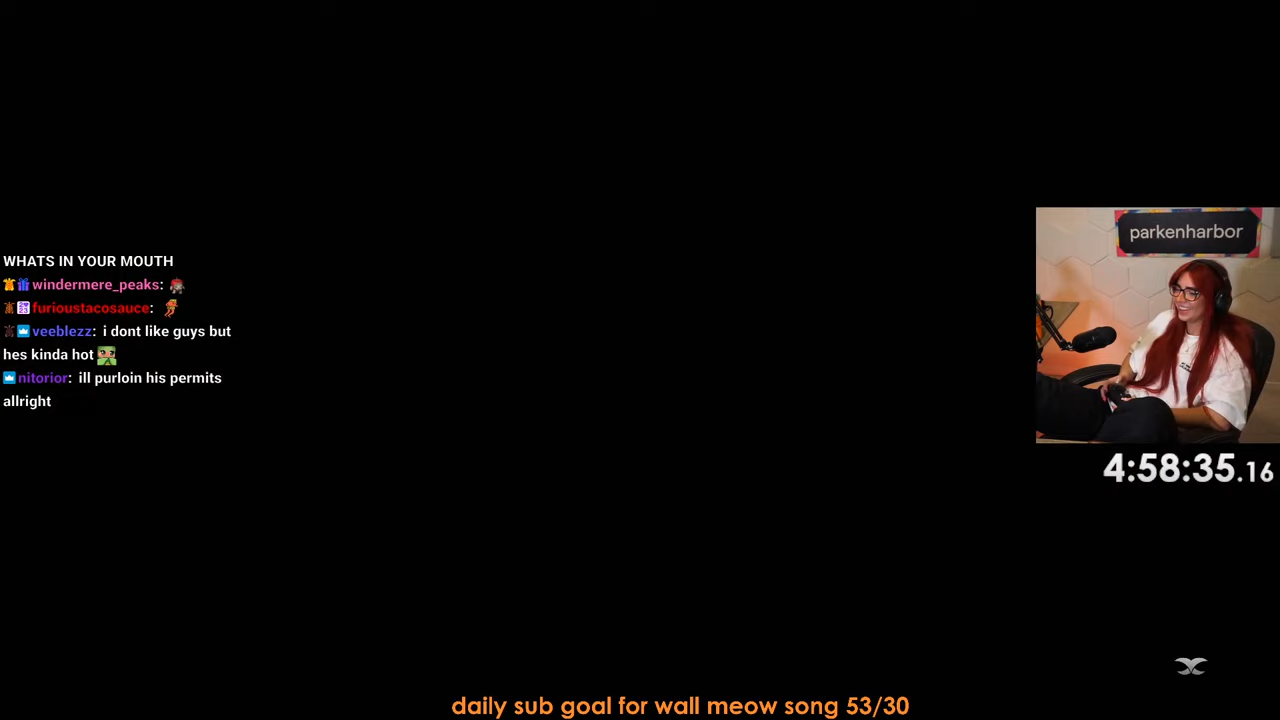 WHATS IN YOUR MOUTH
windermere_peaks:
furioustacosauce:
veeblezz: i dont like guys but
hes kinda hot
nitorior: ill purloin his permits
allright
parkenharbor
4:58:35.16
daily sub goal for wall meow song 53/30